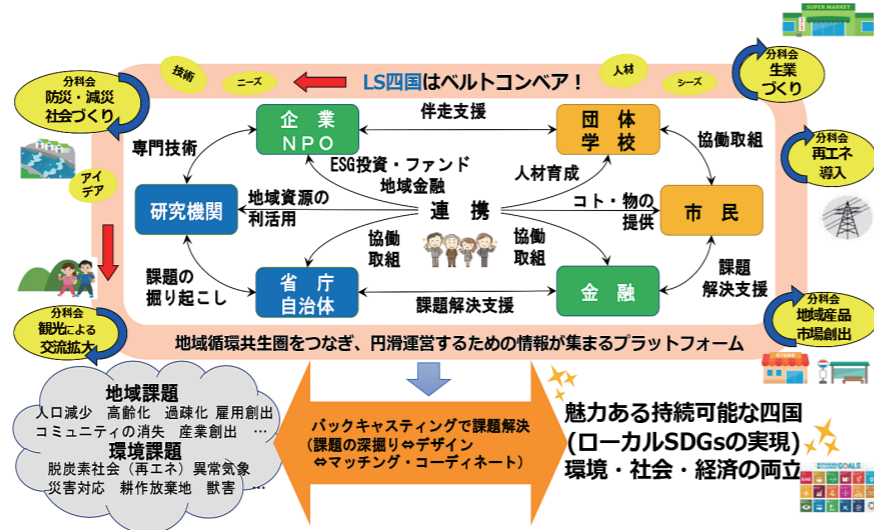 SUPER MARKET
技術
ニーズ
LS四国はベルトコンベア！
人材
シーズ
分科会
生業
づくり
分科会
防災・減災
社会づくり
企 業
ＮＰＯ
伴走支援
団 体
学 校
専門技術
協働取組
分科会
再エネ
導入
アイ
デア
ESG投資・ファンド
地域金融
人材育成
研究機関
地域資源の
利活用
連 携
コト・物の
提供
市 民
協働
取組
協働
取組
課題の
掘り起こし
省 庁
自治体
課題解決支援
金 融
課題
解決支援
分科会
観光による
交流拡大
分科会
地域産品
市場創出
地域循環共生圏をつなぎ、円滑運営するための情報が集まるプラットフォーム
STORE
地域課題
人口減少 高齢化 過疎化 雇用創出
コミュニティの消失 産業創出 …
環境課題
脱炭素社会（再エネ）異常気象
災害対応 耕作放棄地 獣害 …
バックキャスティングで課題解決
（課題の深掘り⇔デザイン
⇔マッチング・コーディネート）
魅力ある持続可能な四国
(ローカルSDGsの実現)
環境・社会・経済の両立
GOALS